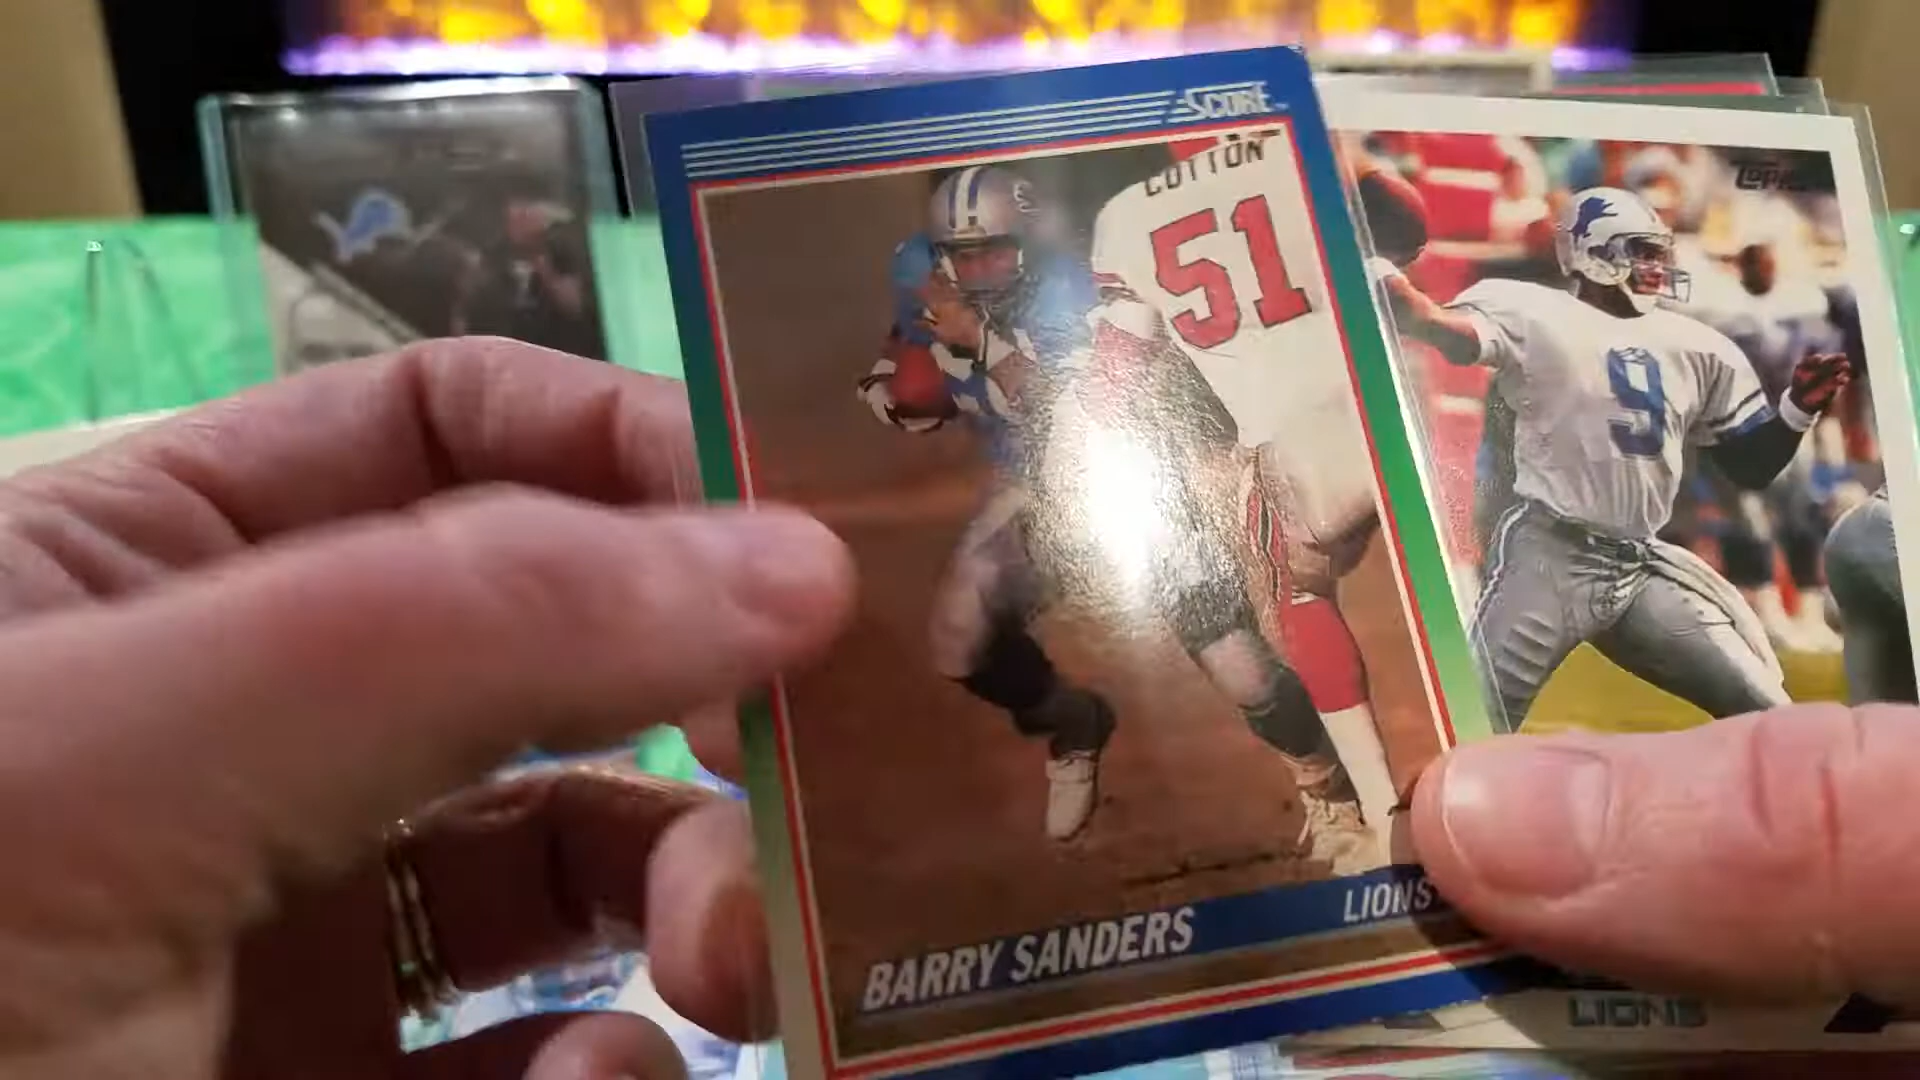 SCORE
COTTON
51
Topps
9
BARRY SANDERS
LIONS
LIONS